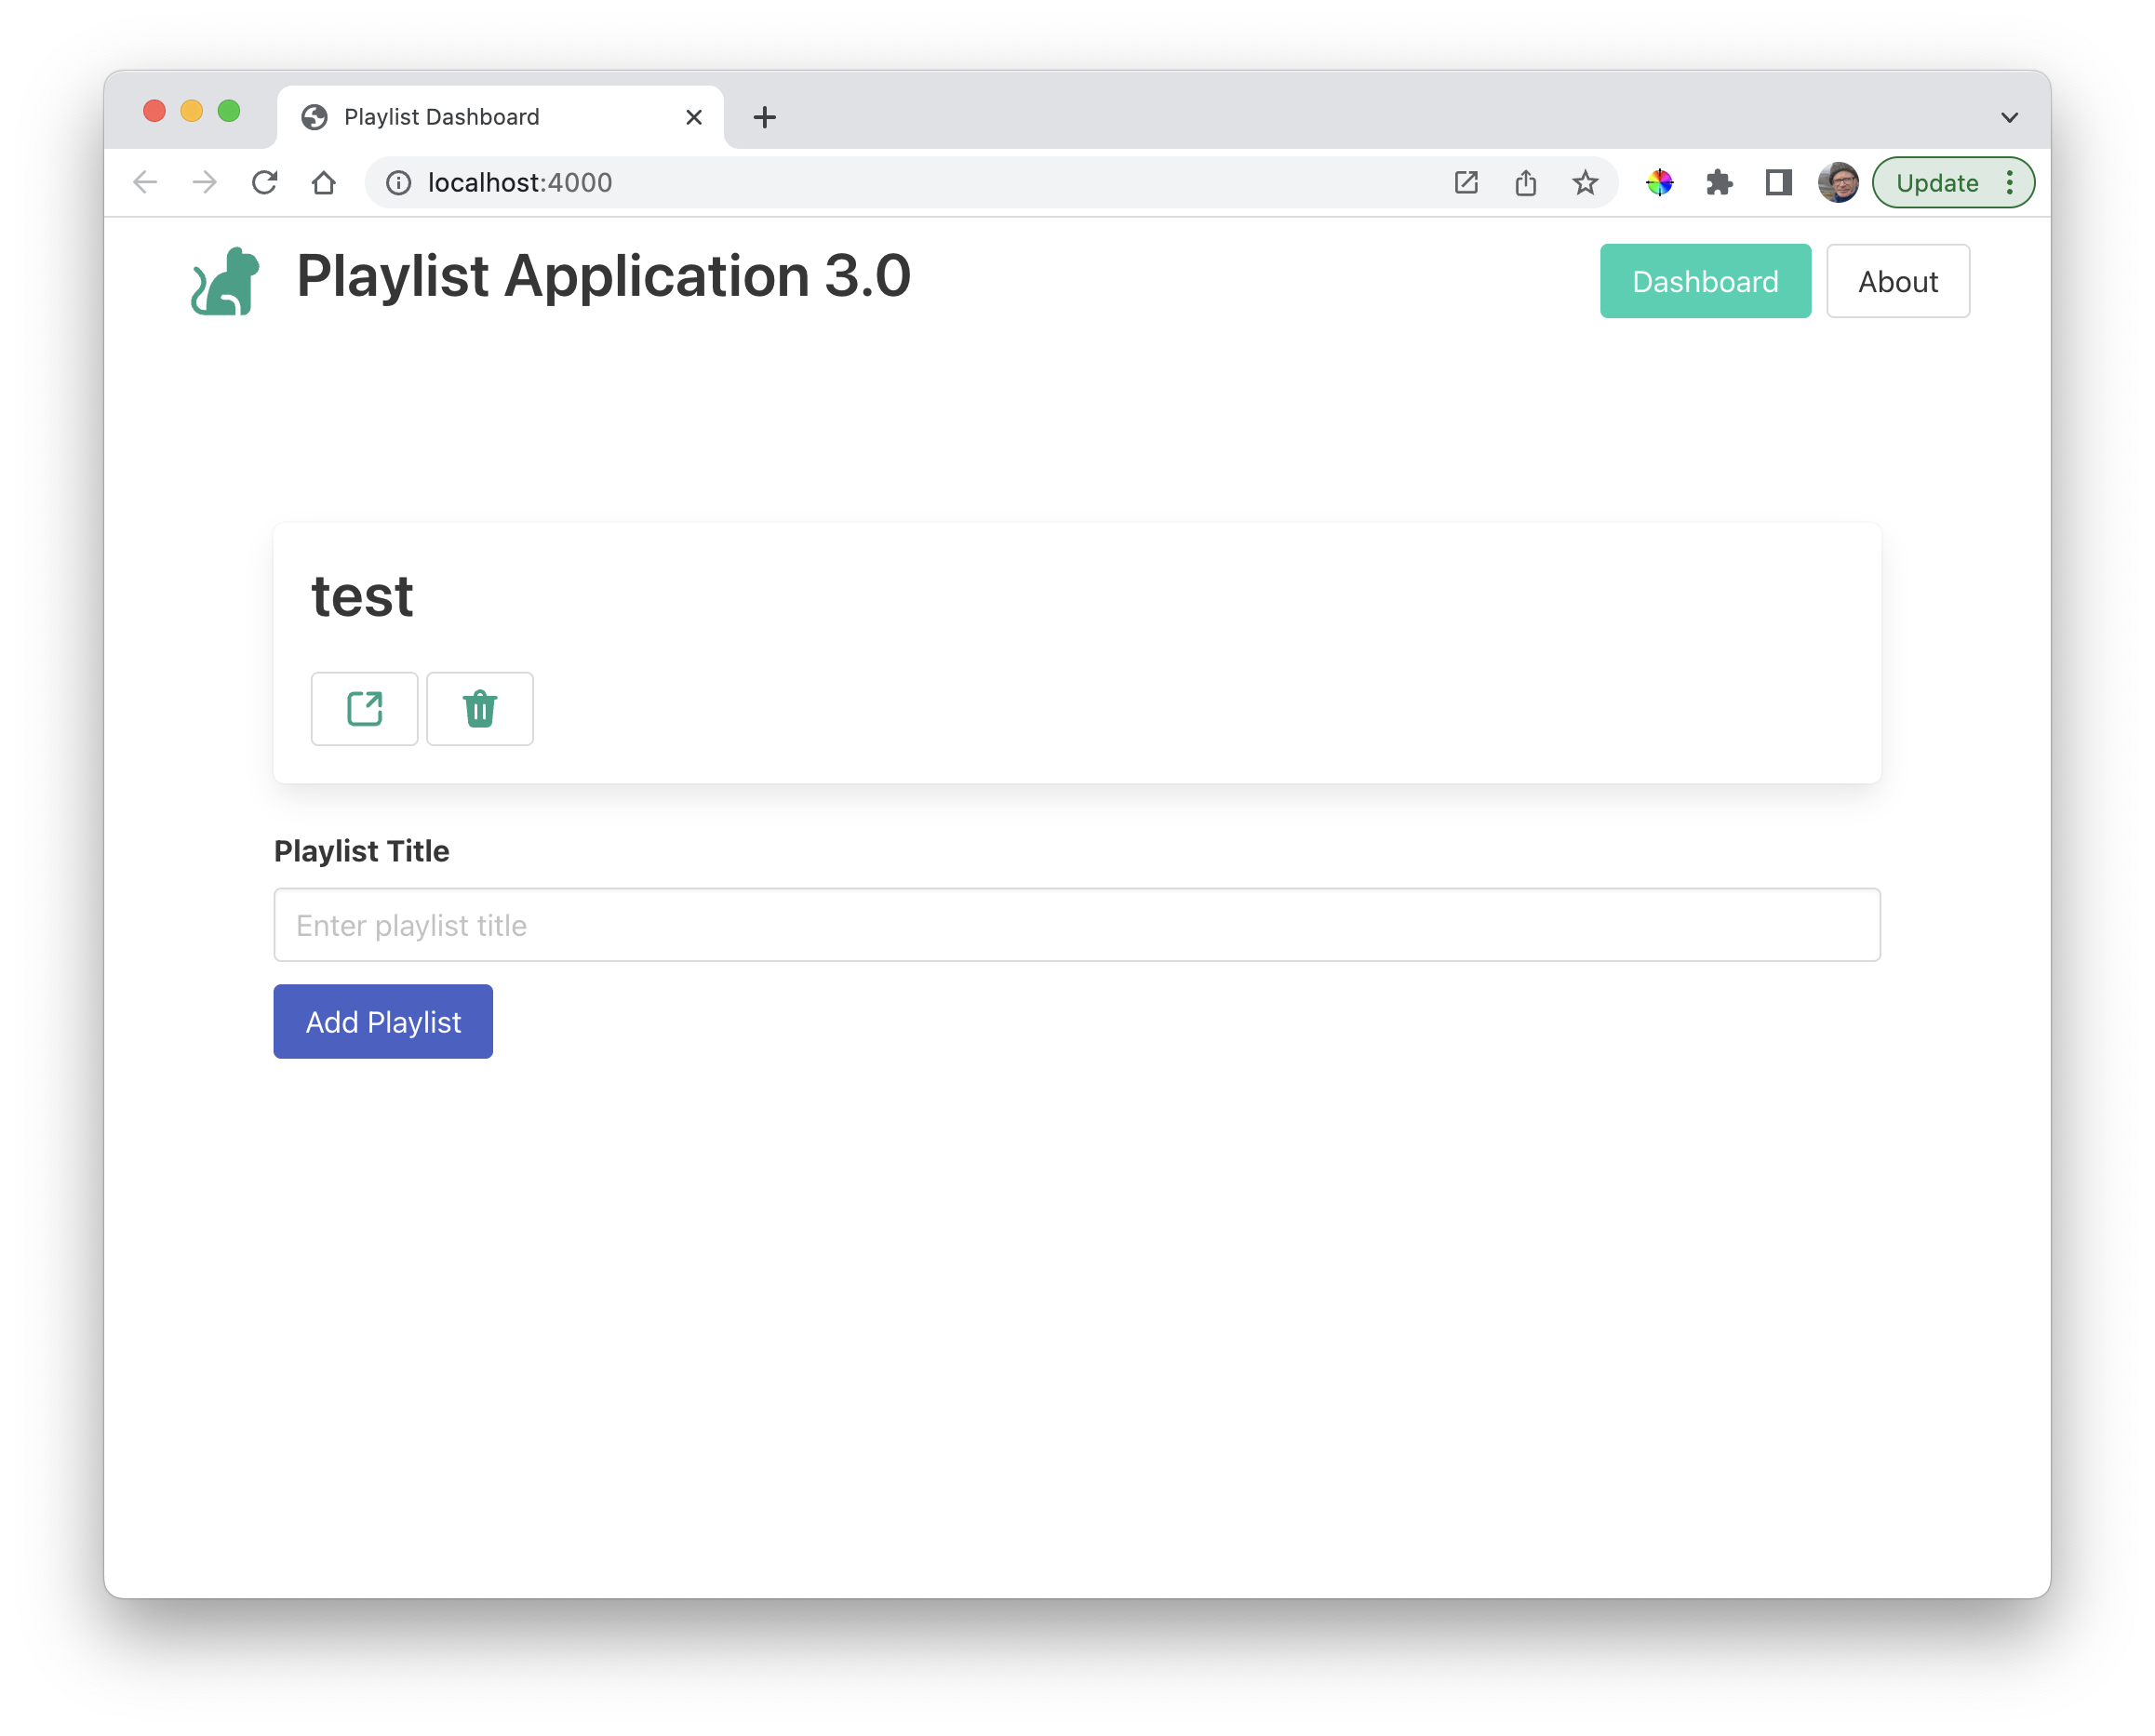 Playlist Dashboard
localhost:4000
Update
Playlist Application 3.0
Dashboard
About
test
Playlist Title
Enter playlist title
Add Playlist